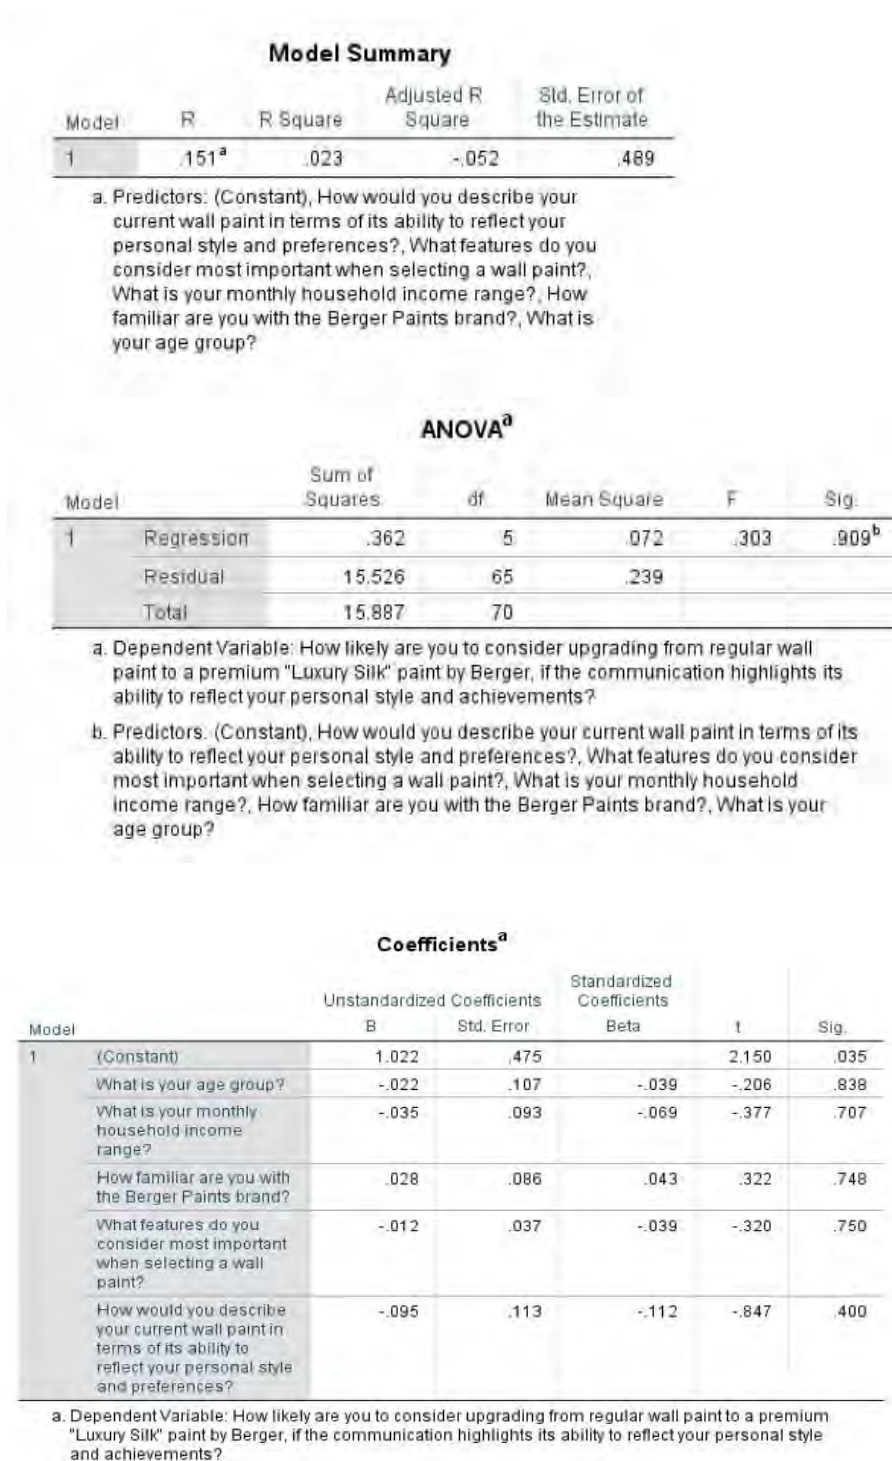 Model Summary
Model R R Square Adjusted R Square Std. Error of the Estimate
1 .151a .023 -.052 .489
a. Predictors: (Constant), How would you describe your
current wall paint in terms of its ability to reflect your
personal style and preferences?, What features do you
consider most important when selecting a wall paint?,
What is your monthly household income range?, How
familiar are you with the Berger Paints brand?, What is
your age group?
ANOVAa
Model Sum of Squares df Mean Square F Sig.
1 Regression .362 5 .072 .303 .909b
Residual 15.526 65 .239
Total 15.887 70
a. Dependent Variable: How likely are you to consider upgrading from regular wall
paint to a premium "Luxury Silk" paint by Berger, if the communication highlights its
ability to reflect your personal style and achievements?
b. Predictors: (Constant), How would you describe your current wall paint in terms of its
ability to reflect your personal style and preferences?, What features do you consider
most important when selecting a wall paint?, What is your monthly household
income range?, How familiar are you with the Berger Paints brand?, What is your
age group?
Coefficientsa
Unstandardized Coefficients Standardized Coefficients
Model B Std. Error Beta t Sig.
1 (Constant) 1.022 .475 2.150 .035
What is your age group? -.022 .107 -.039 -.206 .838
What is your monthly -.035 .093 -.069 -.377 .707
household income
range?
How familiar are you with .028 .086 .043 .322 .748
the Berger Paints brand?
What features do you -.012 .037 -.039 -.320 .750
consider most important
when selecting a wall
paint?
How would you describe -.095 .113 -.112 -.847 .400
your current wall paint in
terms of its ability to
reflect your personal style
and preferences?
a. Dependent Variable: How likely are you to consider upgrading from regular wall paint to a premium
"Luxury Silk" paint by Berger, if the communication highlights its ability to reflect your personal style
and achievements?